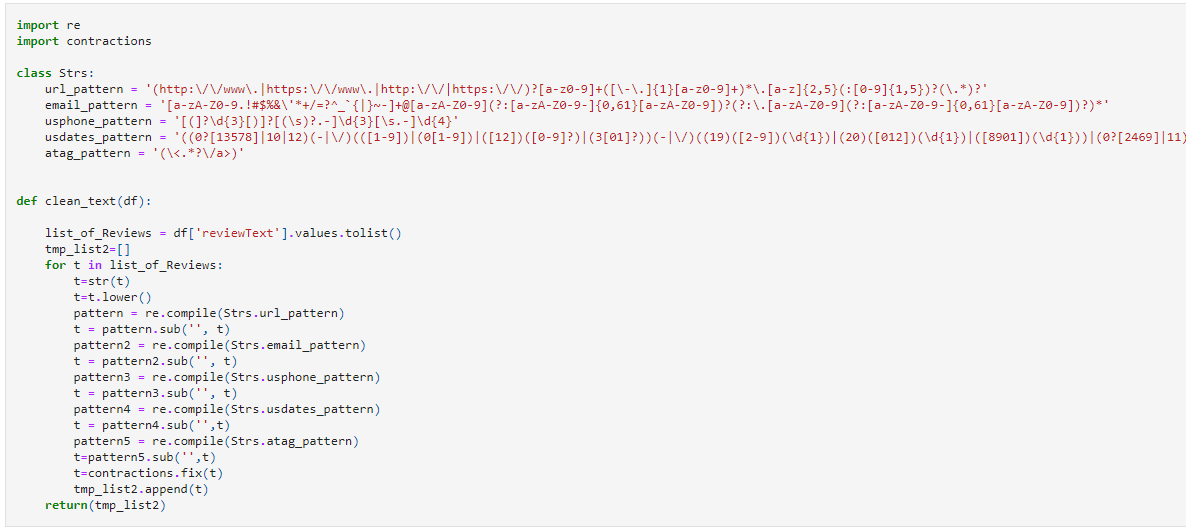 import re
import contractions
class Strs:
    url_pattern = '(http:\/\/www\.|https:\/\/www\.|http:\/\/|https:\/\/)?[a-z0-9]+([\-\.]{1}[a-z0-9]+)*\.[a-z]{2,5}(:[0-9]{1,5})?(\.*)?'
    email_pattern = '[a-zA-Z0-9.!#$%&\'*+/=?^_`{|}~-]+@[a-zA-Z0-9](?:[a-zA-Z0-9-]{0,61}[a-zA-Z0-9])?(?:\.[a-zA-Z0-9](?:[a-zA-Z0-9-]{0,61}[a-zA-Z0-9])?)*'
    usphone_pattern = '[(]?\d{3}[)]?[(\s)?.-]\d{3}[\s.-]\d{4}'
    usdates_pattern = '((0?[13578]|10|12)(-|\/)(([1-9])|(0[1-9])|([12])([0-9]?)|(3[01]?))(-|\/)((19)([2-9])(\d{1})|(20)([012])(\d{1})|([8901])(\d{1}))|(0?[2469]|11)
    atag_pattern = '(\<.*?\/a>)'
def clean_text(df):
    list_of_Reviews = df['reviewText'].values.tolist()
    tmp_list2=[]
    for t in list_of_Reviews:
        t=str(t)
        t=t.lower()
        pattern = re.compile(Strs.url_pattern)
        t = pattern.sub('', t)
        pattern2 = re.compile(Strs.email_pattern)
        t = pattern2.sub('', t)
        pattern3 = re.compile(Strs.usphone_pattern)
        t = pattern3.sub('', t)
        pattern4 = re.compile(Strs.usdates_pattern)
        t = pattern4.sub('',t)
        pattern5 = re.compile(Strs.atag_pattern)
        t=pattern5.sub('',t)
        t=contractions.fix(t)
        tmp_list2.append(t)
    return(tmp_list2)